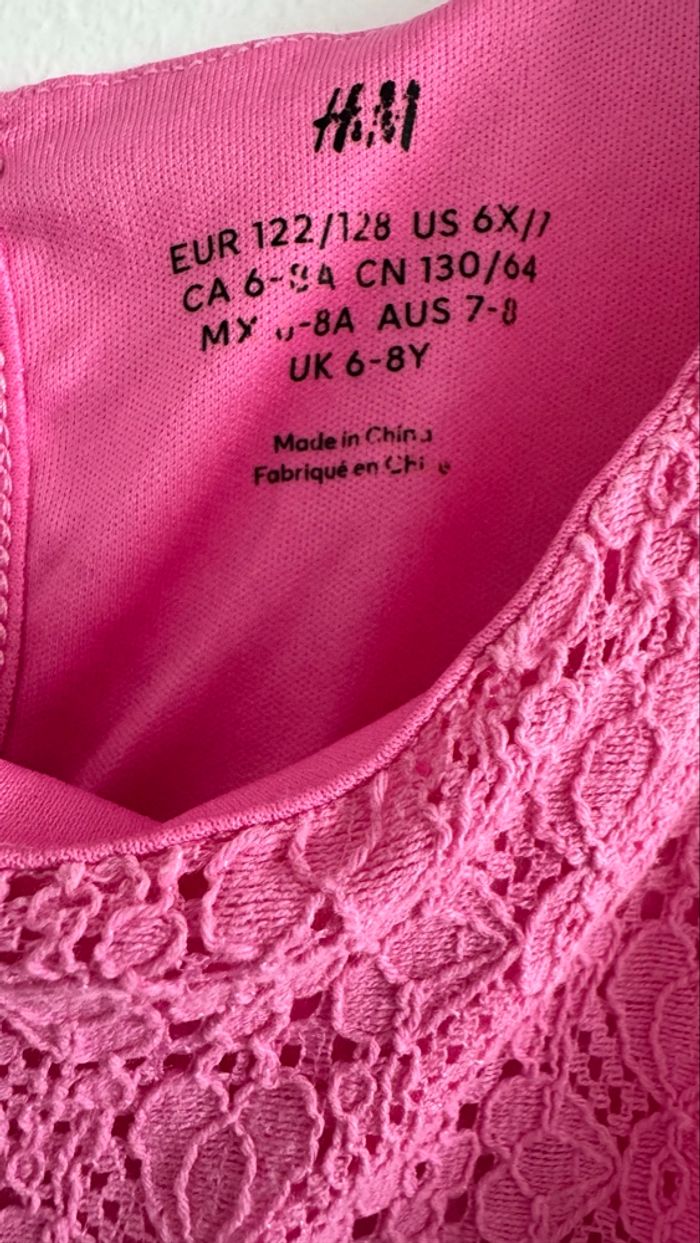 H&M
EUR 122/128 US 6X/7
CA 6-8A CN 130/64
MX 6-8A AUS 7-8
UK 6-8Y
Made in China
Fabriqué en Chine